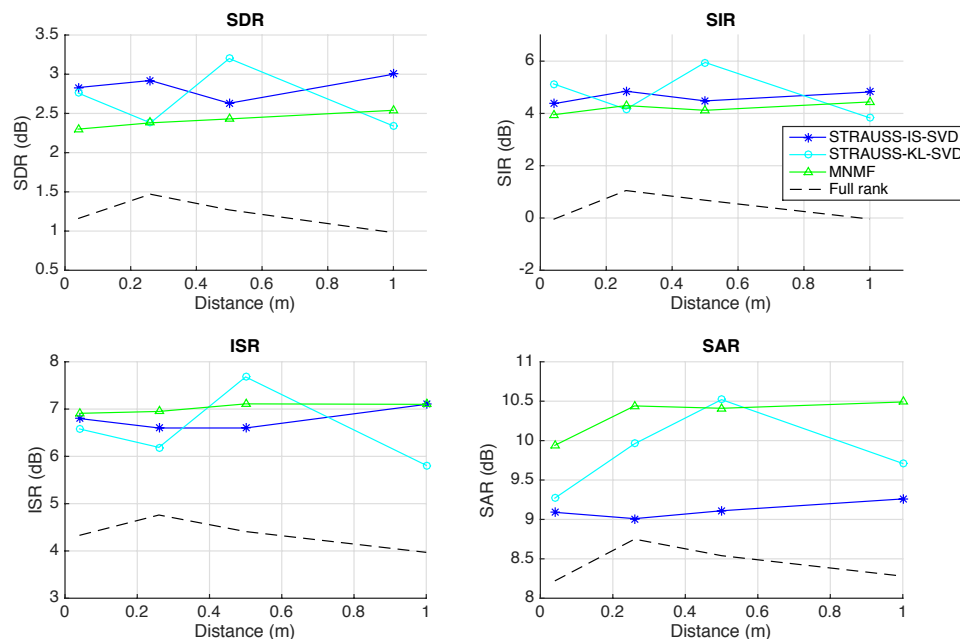 SDR
3.5
3
2.5
2
1.5
1
0.5
SDR (dB)
0 0.2 0.4 0.6 0.8 1
Distance (m)
SIR
6
4
2
0
-2
SIR (dB)
0 0.2 0.4 0.6 0.8 1
Distance (m)
STRAUSS-IS-SVD
STRAUSS-KL-SVD
MNMF
Full rank
ISR
8
7
6
5
4
3
ISR (dB)
0 0.2 0.4 0.6 0.8 1
Distance (m)
SAR
11
10.5
10
9.5
9
8.5
8
SAR (dB)
0 0.2 0.4 0.6 0.8 1
Distance (m)